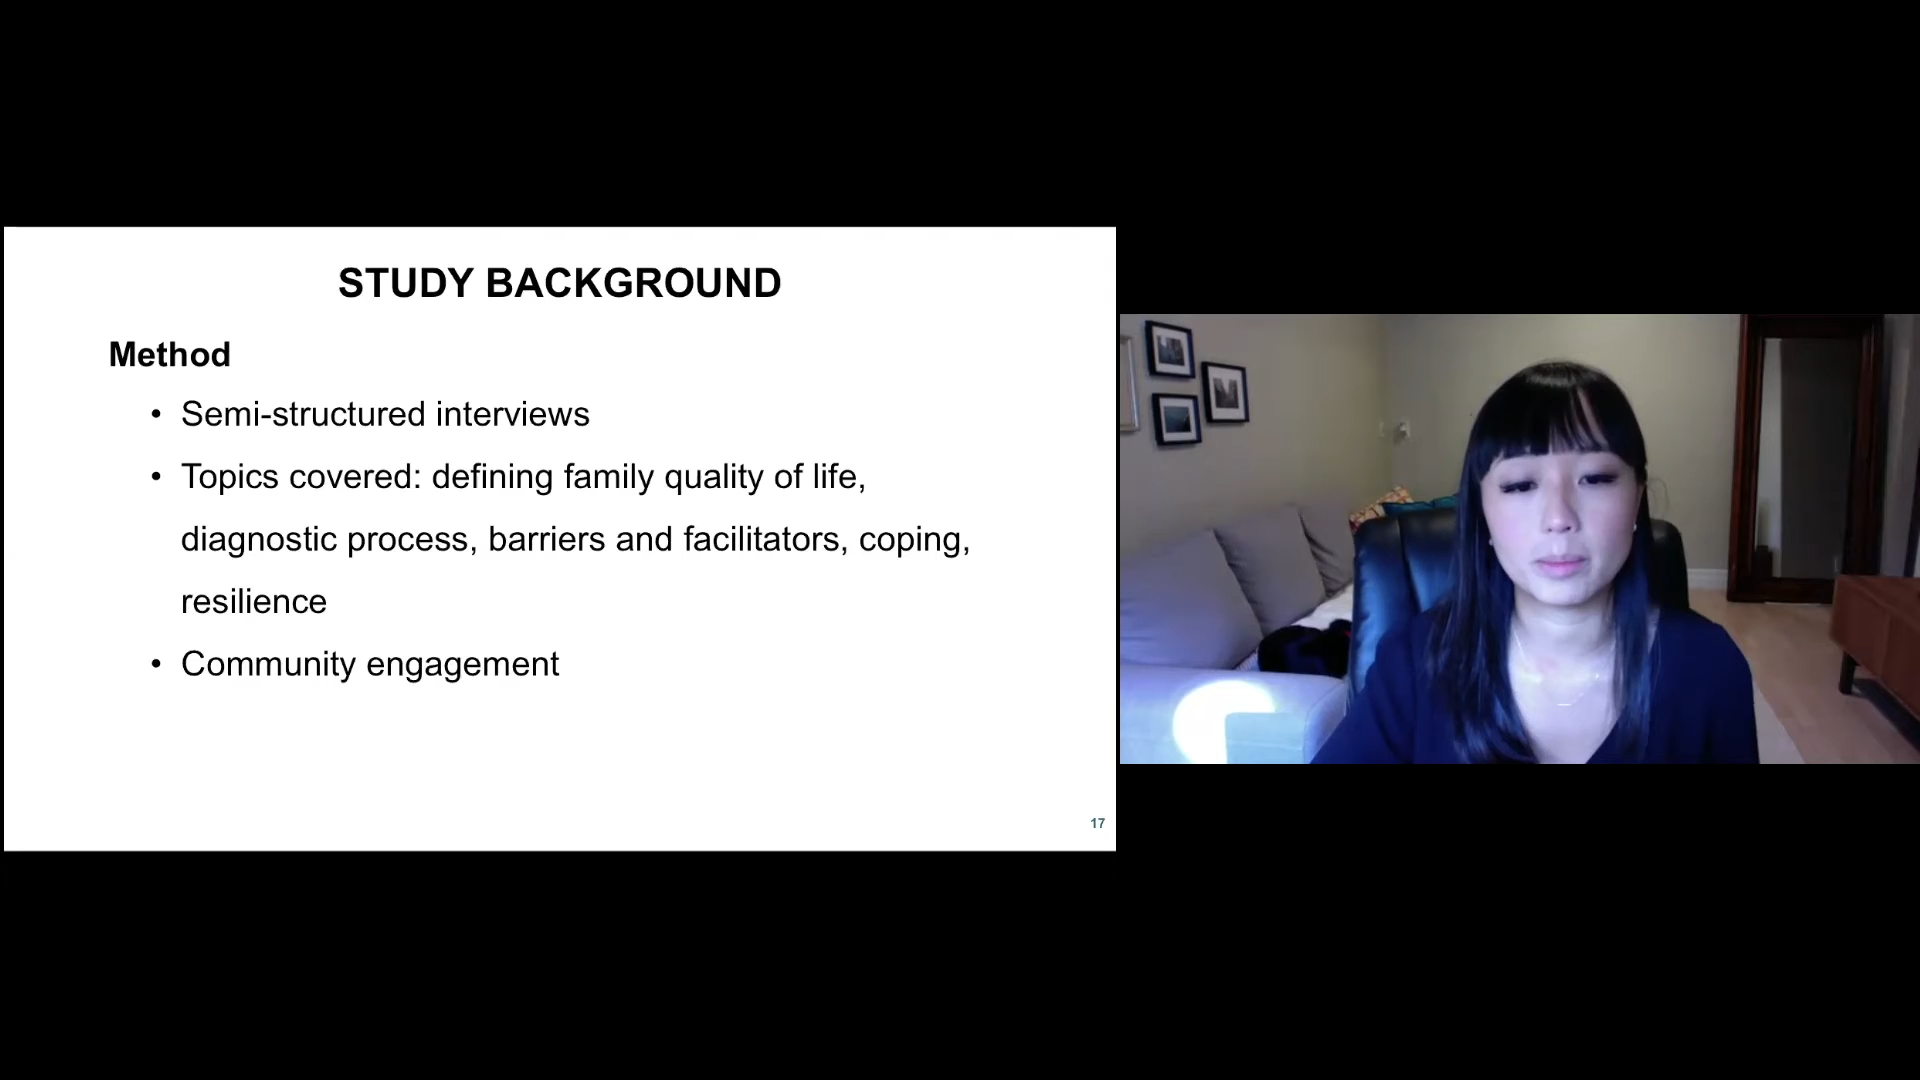 STUDY BACKGROUND
Method
• Semi-structured interviews
• Topics covered: defining family quality of life,
diagnostic process, barriers and facilitators, coping,
resilience
• Community engagement
17